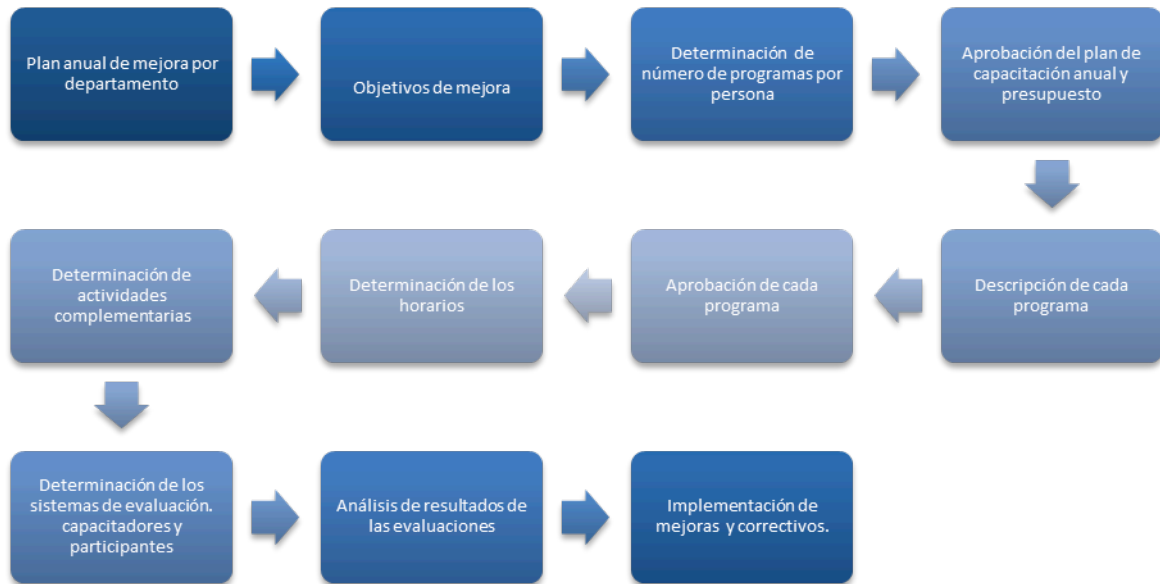 Plan anual de mejora por
departamento
Objetivos de mejora
Determinación de
número de programas por
persona
Aprobación del plan de
capacitación anual y
presupuesto
Descripción de cada
programa
Aprobación de cada
programa
Determinación de los
horarios
Determinación de
actividades
complementarias
Determinación de los
sistemas de evaluación.
capacitadores y
participantes
Análisis de resultados de
las evaluaciones
Implementación de
mejoras y correctivos.